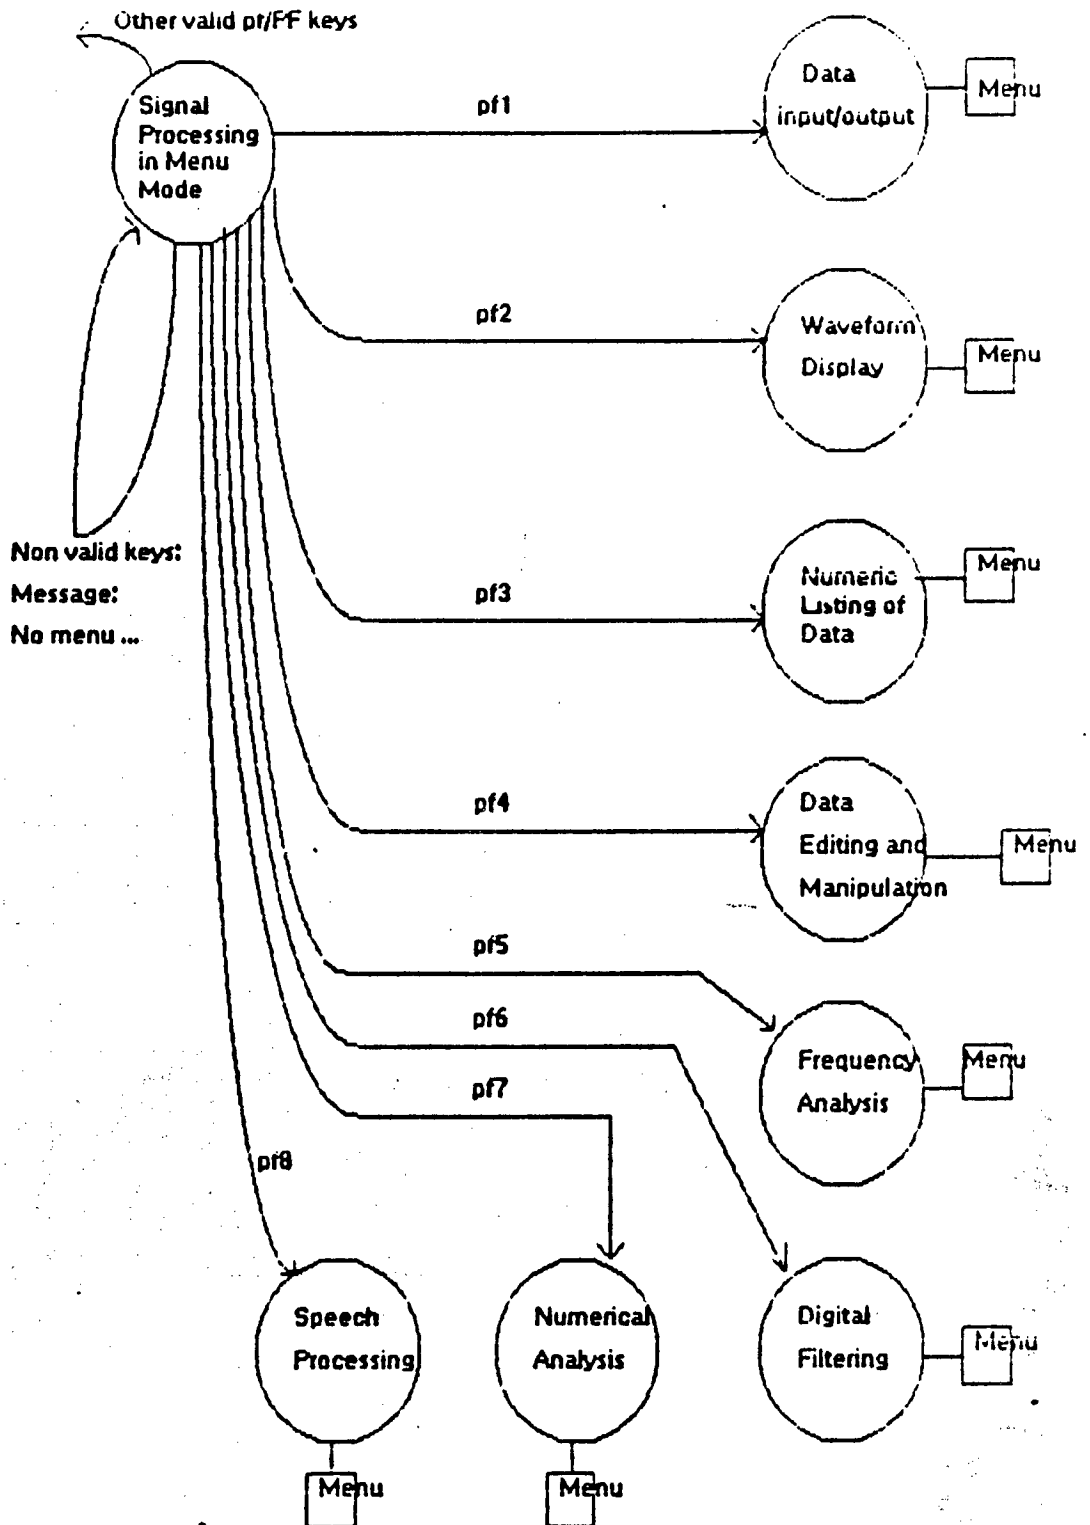 Other valid pf/PF keys
Signal
Processing
in Menu
Mode
pf1
Data
input/output
Menu
pf2
Waveform
Display
Menu
Non valid keys:
Message:
No menu ...
pf3
Numeric
Listing of
Data
Menu
pf4
Data
Editing and
Manipulation
Menu
pf5
Frequency
Analysis
Menu
pf6
pf7
pf8
Speech
Processing
Menu
Numerical
Analysis
Menu
Digital
Filtering
Menu